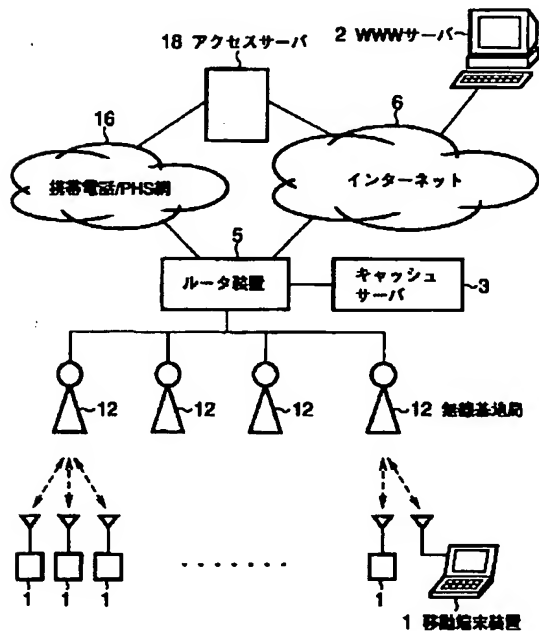 2 WWWサーバ
18 アクセスサーバ
16
6
携帯電話/PHS網
インターネット
5
ルータ装置
キャッシュ
サーバ
3
12
12
12
12 無線基地局
1
1
1
1
1 移動端末装置